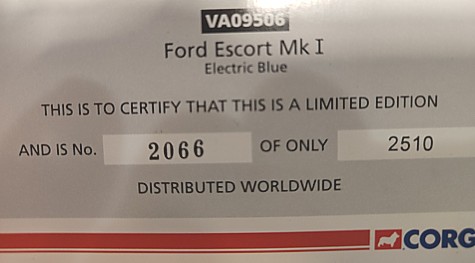 VA09506
Ford Escort Mk I
Electric Blue
THIS IS TO CERTIFY THAT THIS IS A LIMITED EDITION
AND IS No. 2066 OF ONLY 2510
DISTRIBUTED WORLDWIDE
CORG